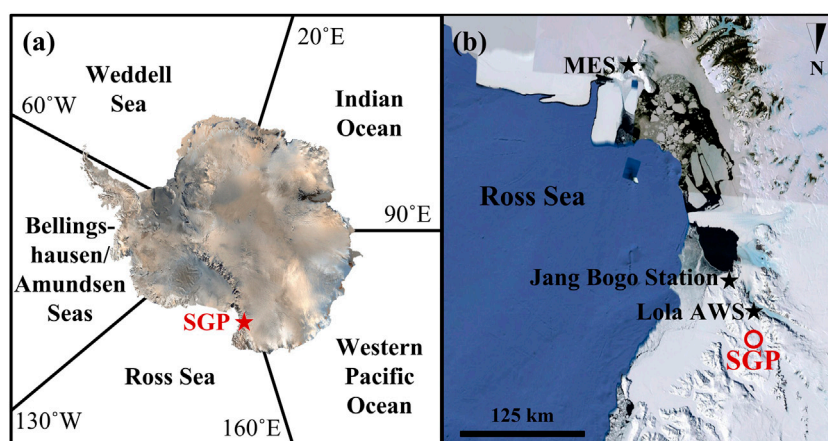 (a)
20°E
Weddell
Sea
60°W
Indian
Ocean
90°E
Bellings-
hausen/
Amundsen
Seas
SGP
Ross Sea
Western
Pacific
Ocean
130°W
160°E
(b)
MES
N
Ross Sea
Jang Bogo Station
Lola AWS
SGP
125 km